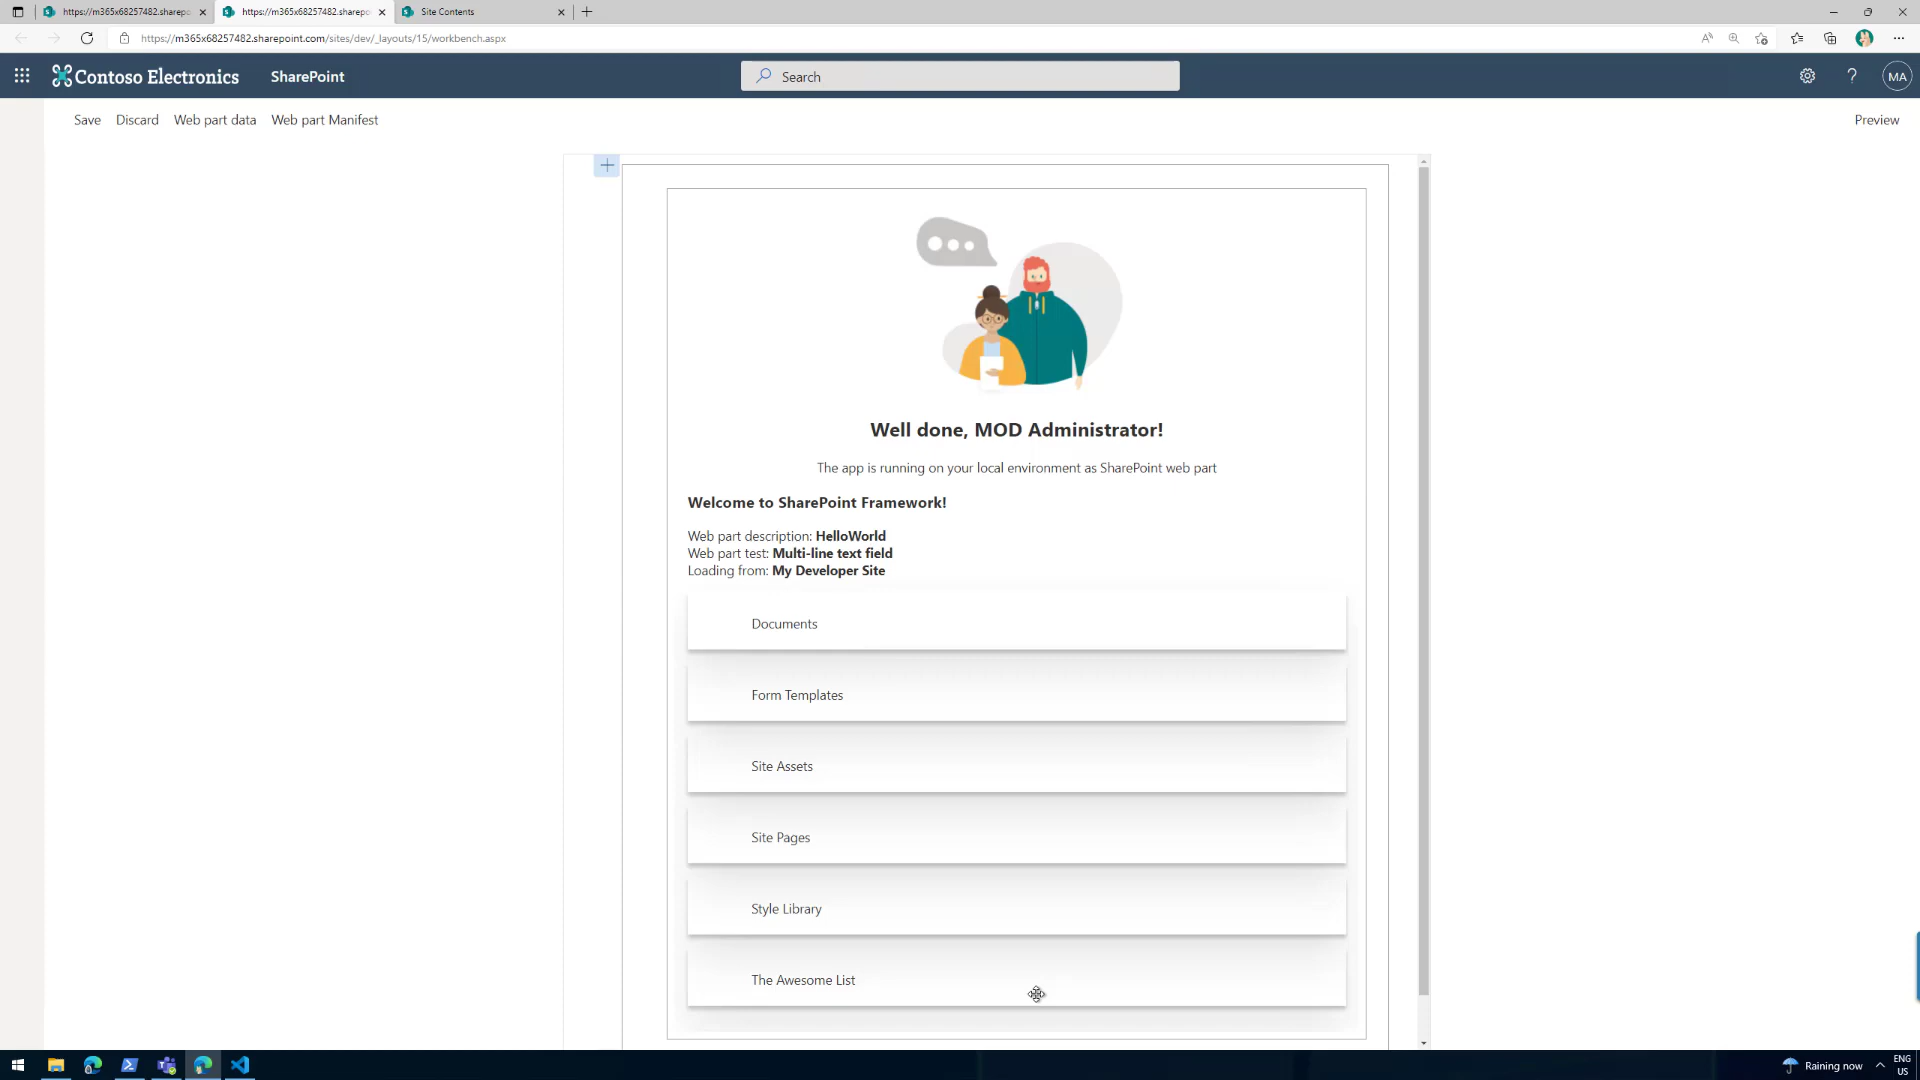 https://m365x68257482.sharepo
https://m365x68257482.sharepo
Site Contents
https://m365x68257482.sharepoint.com/sites/dev/_layouts/15/workbench.aspx
Contoso Electronics
SharePoint
Search
MA
Save
Discard
Web part data
Web part Manifest
Preview
Well done, MOD Administrator!
The app is running on your local environment as SharePoint web part
Welcome to SharePoint Framework!
Web part description: HelloWorld
Web part test: Multi-line text field
Loading from: My Developer Site
Documents
Form Templates
Site Assets
Site Pages
Style Library
The Awesome List
Raining now
ENG
US